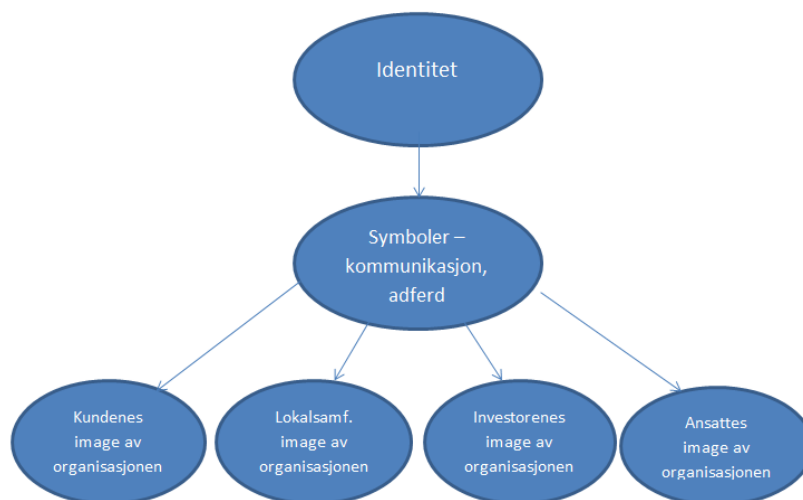 Identitet
Symboler –
kommunikasjon,
adferd
Kundenes
image av
organisasjonen
Lokalsamf.
image av
organisasjonen
Investorenes
image av
organisasjonen
Ansattes
image av
organisasjonen